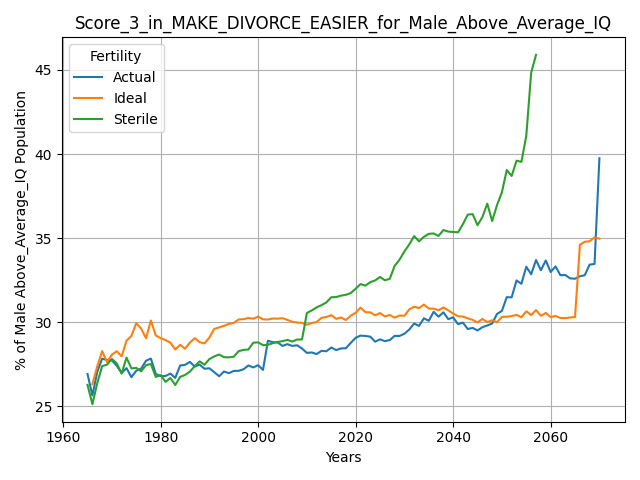 Score_3_in_MAKE_DIVORCE_EASIER_for_Male_Above_Average_IQ
Fertility
Actual
Ideal
Sterile
% of Male Above_Average_IQ Population
45
40
35
30
25
1960
1980
2000
2020
2040
2060
Years